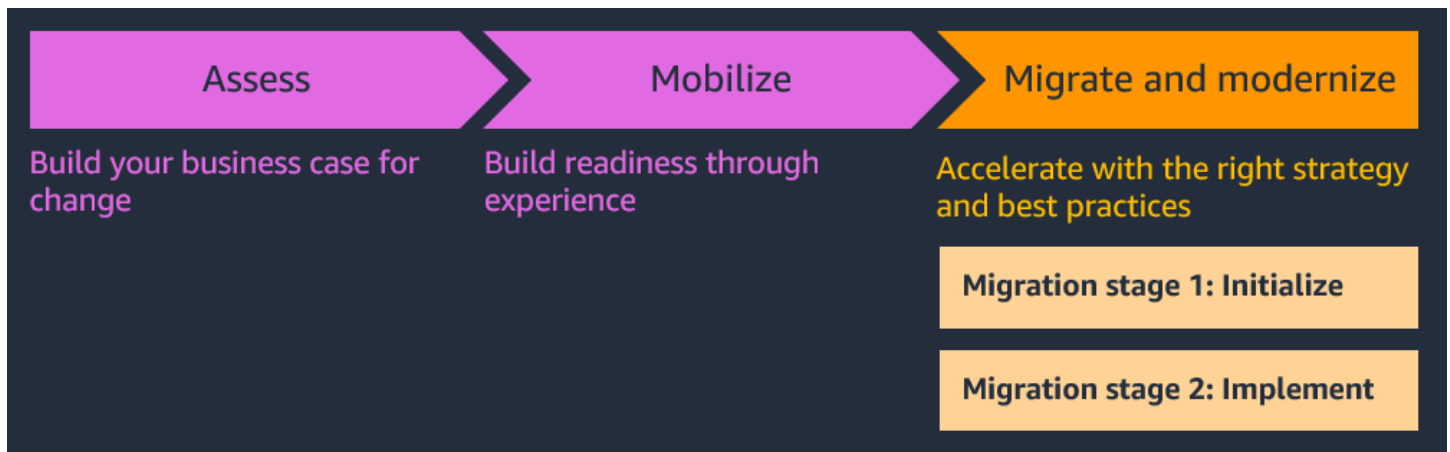 Assess
Mobilize
Migrate and modernize
Build your business case for
change
Build readiness through
experience
Accelerate with the right strategy
and best practices
Migration stage 1: Initialize
Migration stage 2: Implement